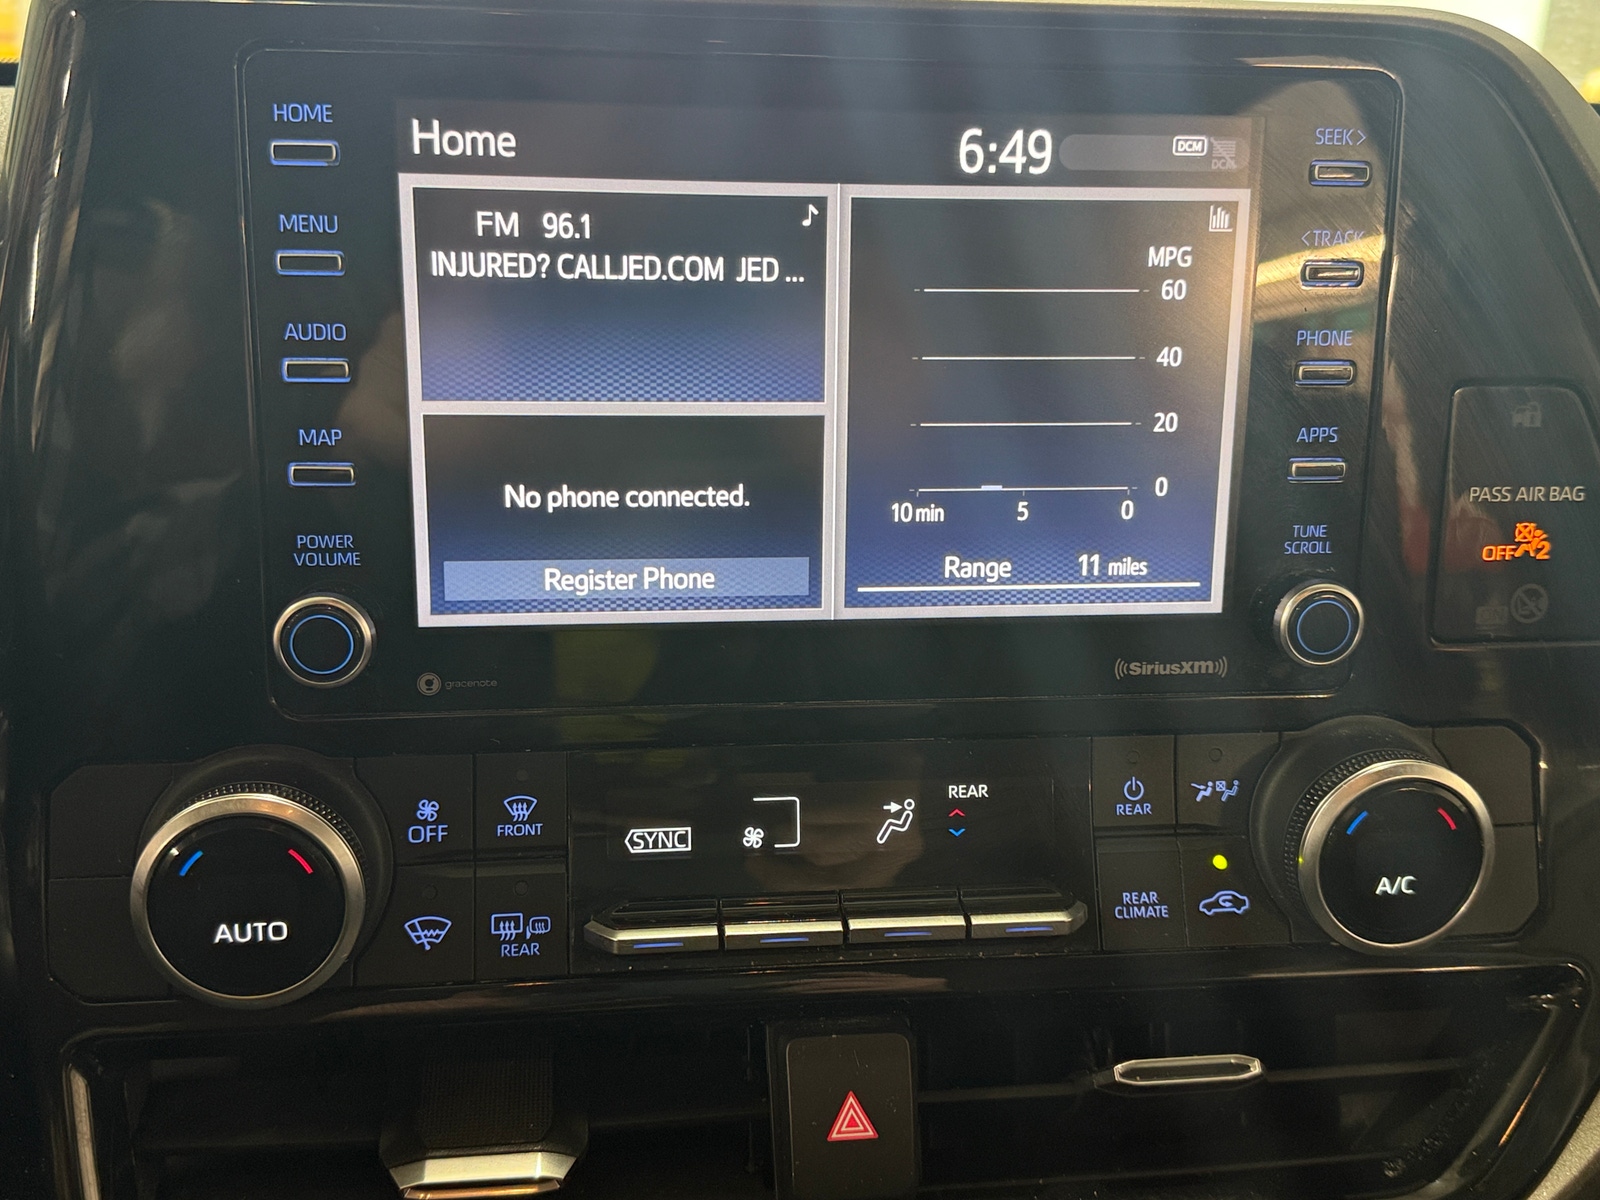 HOME
MENU
AUDIO
MAP
POWER
VOLUME
Home
6:49
DCM
DCM
FM 96.1
INJURED? CALLJED.COM JED ...
No phone connected.
Register Phone
MPG
60
40
20
0
10 min 5 0
Range 11 miles
SEEK>
<TRACK
PHONE
APPS
TUNE
SCROLL
gracenote
((SiriusXM))
PASS AIR BAG
OFF 2
AUTO
OFF
FRONT
REAR
SYNC
REAR
REAR
REAR
CLIMATE
A/C